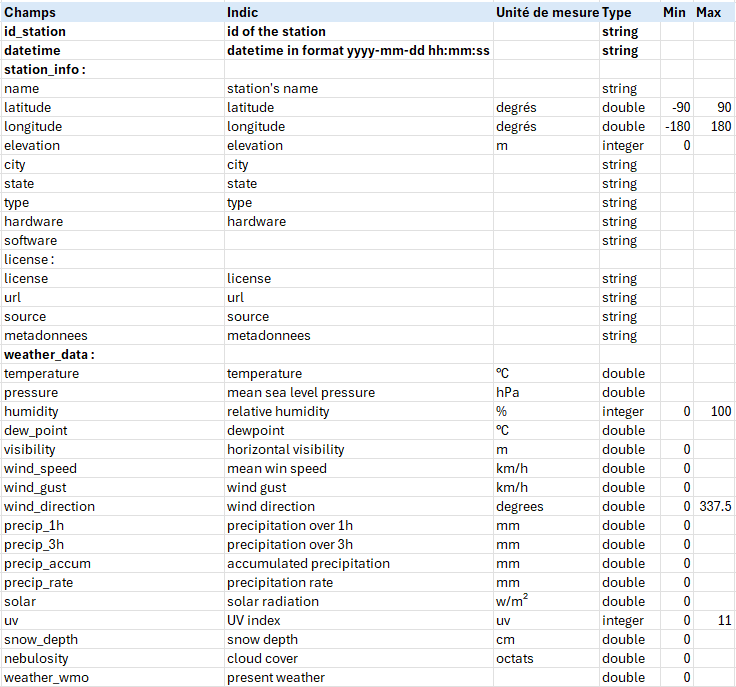 Champs Indic Unité de mesure Type Min Max
id_station id of the station string
datetime datetime in format yyyy-mm-dd hh:mm:ss string
station_info :
name station's name string
latitude latitude degrés double -90 90
longitude longitude degrés double -180 180
elevation elevation m integer 0
city city string
state state string
type type string
hardware hardware string
software string
license :
license license string
url url string
source source string
metadonnees metadonnees string
weather_data :
temperature temperature °C double
pressure mean sea level pressure hPa double
humidity relative humidity % integer 0 100
dew_point dewpoint °C double
visibility horizontal visibility m double 0
wind_speed mean win speed km/h double 0
wind_gust wind gust km/h double 0
wind_direction wind direction degrees double 0 337.5
precip_1h precipitation over 1h mm double 0
precip_3h precipitation over 3h mm double 0
precip_accum accumulated precipitation mm double 0
precip_rate precipitation rate mm double 0
solar solar radiation w/m² double 0
uv UV index uv integer 0 11
snow_depth snow depth cm double 0
nebulosity cloud cover octats double 0
weather_wmo present weather double 0